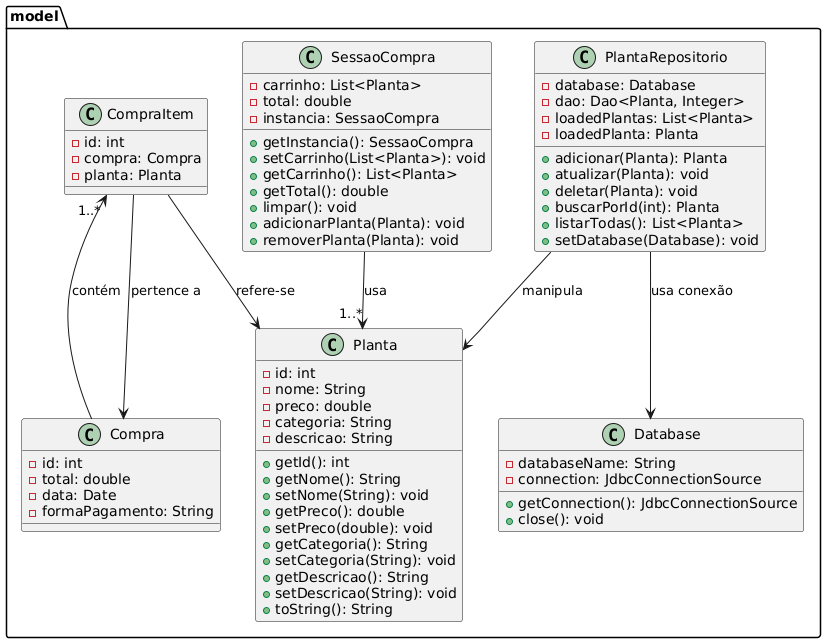 model
CompraItem
id: int
compra: Compra
planta: Planta
SessaoCompra
carrinho: List<Planta>
total: double
instancia: SessaoCompra
getInstancia(): SessaoCompra
setCarrinho(List<Planta>): void
getCarrinho(): List<Planta>
getTotal(): double
limpar(): void
adicionarPlanta(Planta): void
removerPlanta(Planta): void
PlantaRepositorio
database: Database
dao: Dao<Planta, Integer>
loadedPlantas: List<Planta>
loadedPlanta: Planta
adicionar(Planta): Planta
atualizar(Planta): void
deletar(Planta): void
buscarPorId(int): Planta
listarTodas(): List<Planta>
setDatabase(Database): void
1..*
contém
pertence a
refere-se
usa
1..*
manipula
usa conexão
Compra
id: int
total: double
data: Date
formaPagamento: String
Planta
id: int
nome: String
preco: double
categoria: String
descricao: String
getId(): int
getNome(): String
setNome(String): void
getPreco(): double
setPreco(double): void
getCategoria(): String
setCategoria(String): void
getDescricao(): String
setDescricao(String): void
toString(): String
Database
databaseName: String
connection: JdbcConnectionSource
getConnection(): JdbcConnectionSource
close(): void